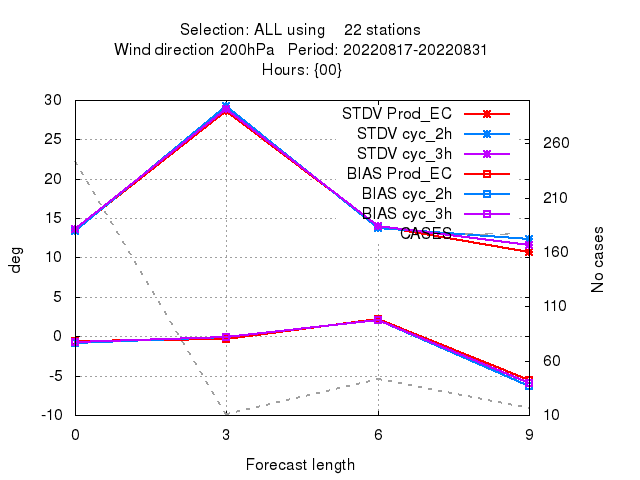 Selection: ALL using 22 stations
Wind direction 200hPa Period: 20220817-20220831
Hours: {00}
30
25
20
15
10
5
0
-5
-10
deg
STDV Prod_EC
STDV cyc_2h
STDV cyc_3h
BIAS Prod_EC
BIAS cyc_2h
BIAS cyc_3h
CASES
260
210
160
110
60
10
No cases
0 3 6 9
Forecast length